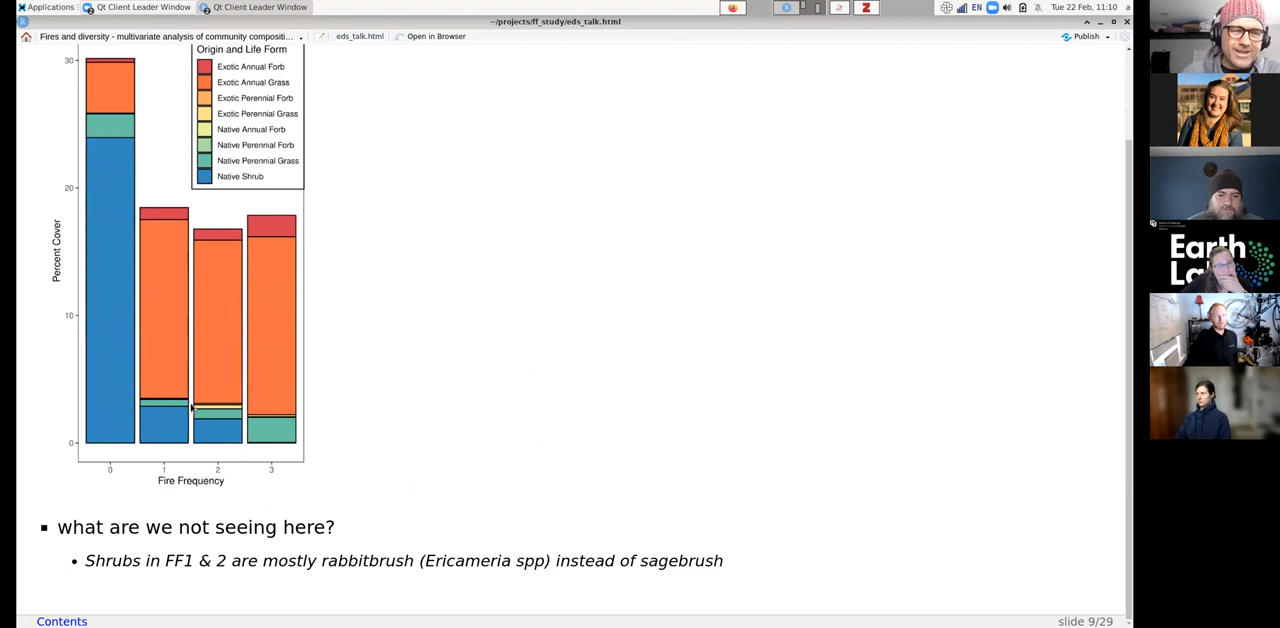 Applications
Qt Client Leader Window
Qt Client Leader Window
EN
Tue 22 Feb, 11:10
a
~/projects/ff_study/eds_talk.html
Fires and diversity - multivariate analysis of community compositi...
eds_talk.html
Open in Browser
Publish
Origin and Life Form
Exotic Annual Forb
Exotic Annual Grass
Exotic Perennial Forb
Exotic Perennial Grass
Native Annual Forb
Native Perennial Forb
Native Perennial Grass
Native Shrub
30
20
10
0
Percent Cover
0 1 2 3
Fire Frequency
what are we not seeing here?
Shrubs in FF1 & 2 are mostly rabbitbrush (Ericameria spp) instead of sagebrush
Contents
slide 9/29
Earth